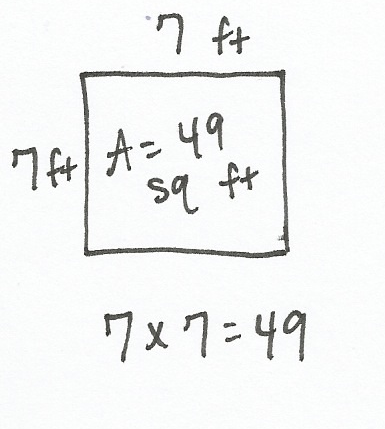 7 ft
7ft
A = 49
sq ft
7 x 7 = 49